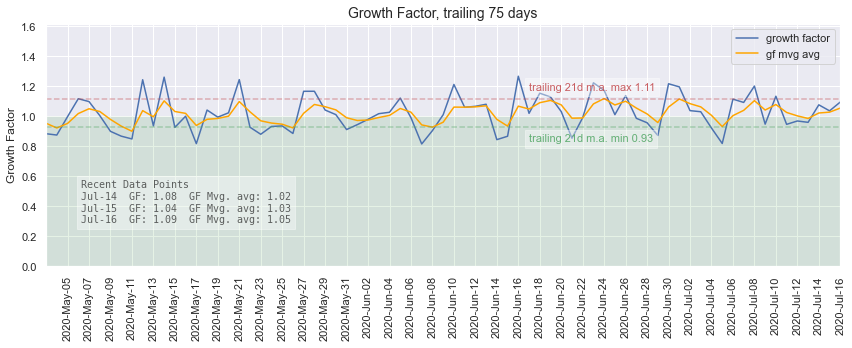 Growth Factor, trailing 75 days
1.6
1.4
1.2
1.0
0.8
0.6
0.4
0.2
0.0
Growth Factor
growth factor
gf mvg avg
trailing 21d m.a. max 1.11
trailing 21d m.a. min 0.93
Recent Data Points
Jul-14  GF: 1.08  GF Mvg. avg: 1.02
Jul-15  GF: 1.04  GF Mvg. avg: 1.03
Jul-16  GF: 1.09  GF Mvg. avg: 1.05
2020-May-05
2020-May-07
2020-May-09
2020-May-11
2020-May-13
2020-May-15
2020-May-17
2020-May-19
2020-May-21
2020-May-23
2020-May-25
2020-May-27
2020-May-29
2020-May-31
2020-Jun-02
2020-Jun-04
2020-Jun-06
2020-Jun-08
2020-Jun-10
2020-Jun-12
2020-Jun-14
2020-Jun-16
2020-Jun-18
2020-Jun-20
2020-Jun-22
2020-Jun-24
2020-Jun-26
2020-Jun-28
2020-Jun-30
2020-Jul-02
2020-Jul-04
2020-Jul-06
2020-Jul-08
2020-Jul-10
2020-Jul-12
2020-Jul-14
2020-Jul-16